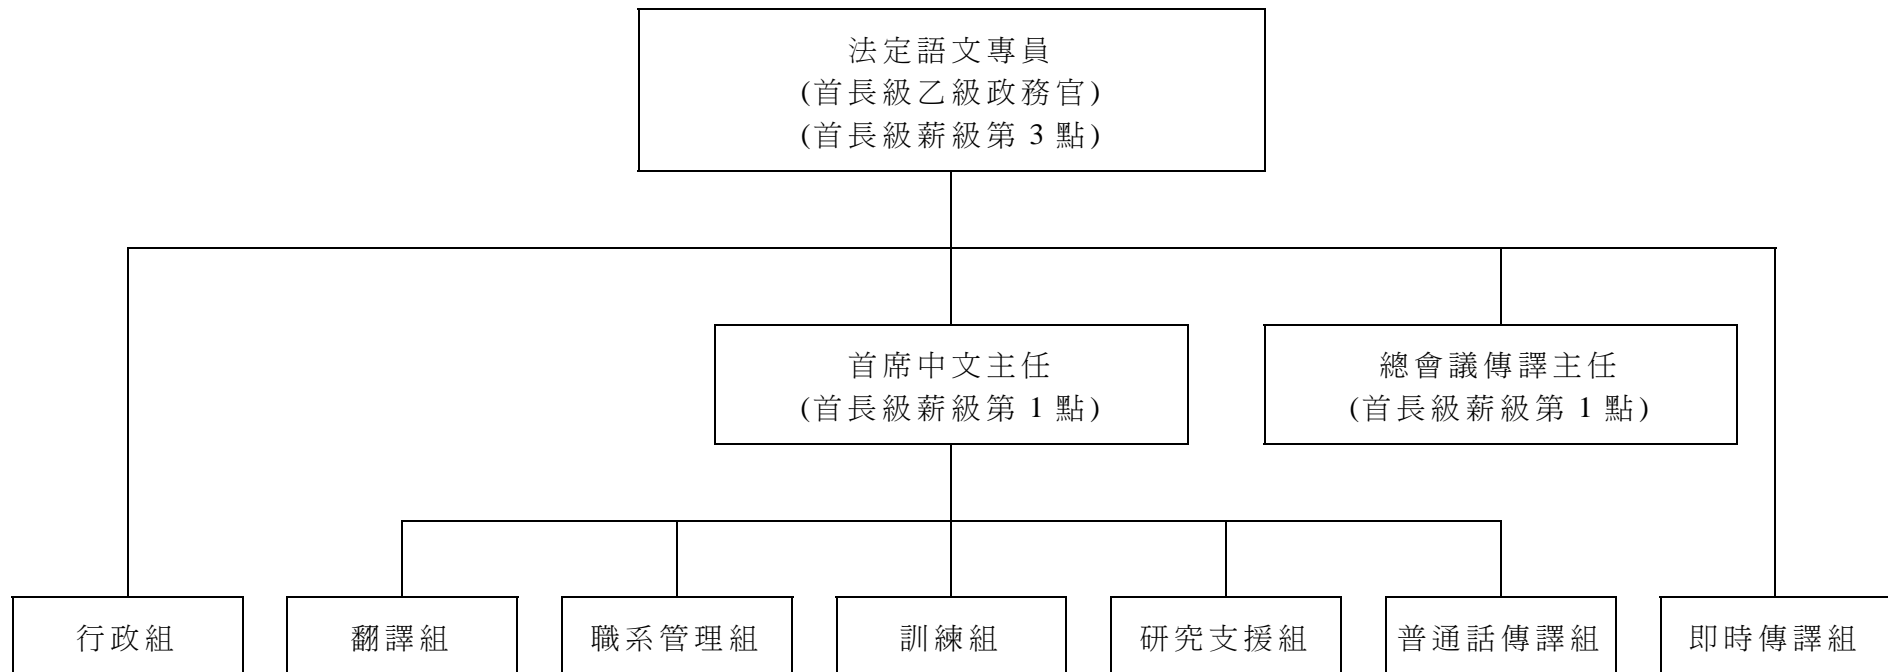 法定語文專員
(首長級乙級政務官)
(首長級薪級第 3 點)
首席中文主任
(首長級薪級第 1 點)
總會議傳譯主任
(首長級薪級第 1 點)
行政組
翻譯組
職系管理組
訓練組
研究支援組
普通話傳譯組
即時傳譯組